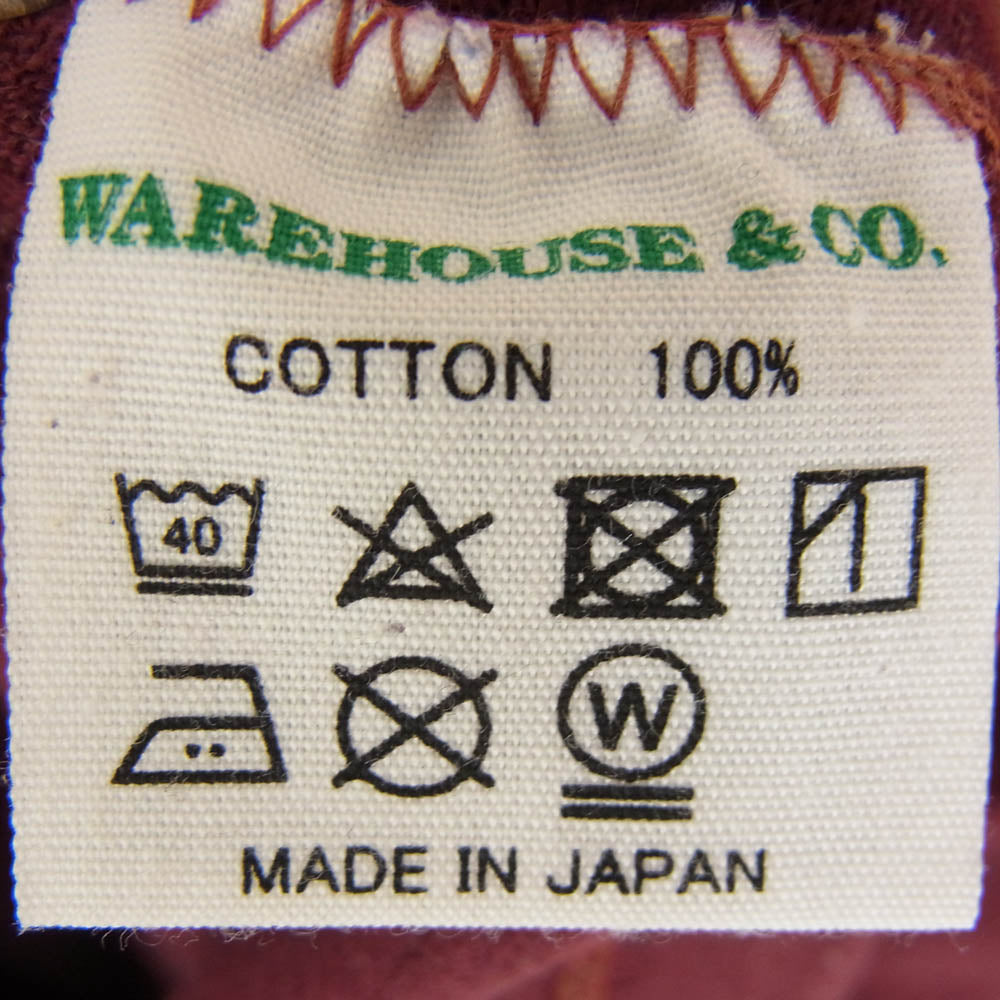 WAREHOUSE & CO.
COTTON 100%
40
W
MADE IN JAPAN